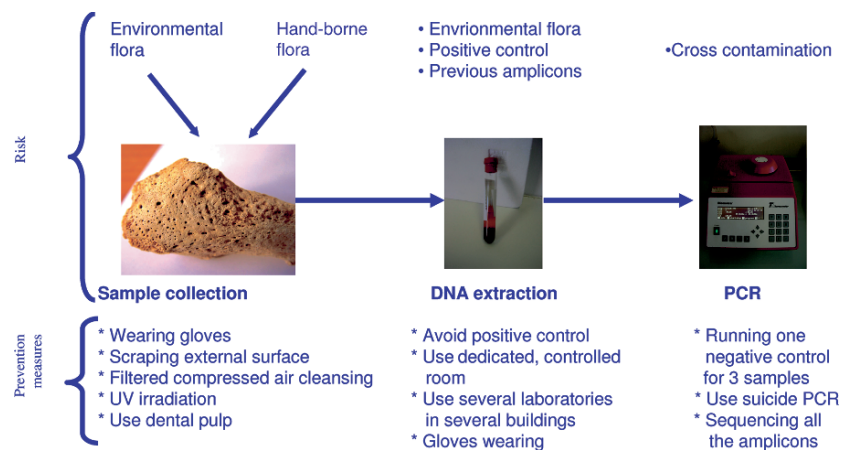 Environmental
flora
Hand-borne
flora
• Envrionmental flora
• Positive control
• Previous amplicons
•Cross contamination
Risk
Sample collection
DNA extraction
PCR
Prevention
measures
* Wearing gloves
* Scraping external surface
* Filtered compressed air cleansing
* UV irradiation
* Use dental pulp
* Avoid positive control
* Use dedicated, controlled
room
* Use several laboratories
in several buildings
* Gloves wearing
* Running one
negative control
for 3 samples
* Use suicide PCR
* Sequencing all
the amplicons